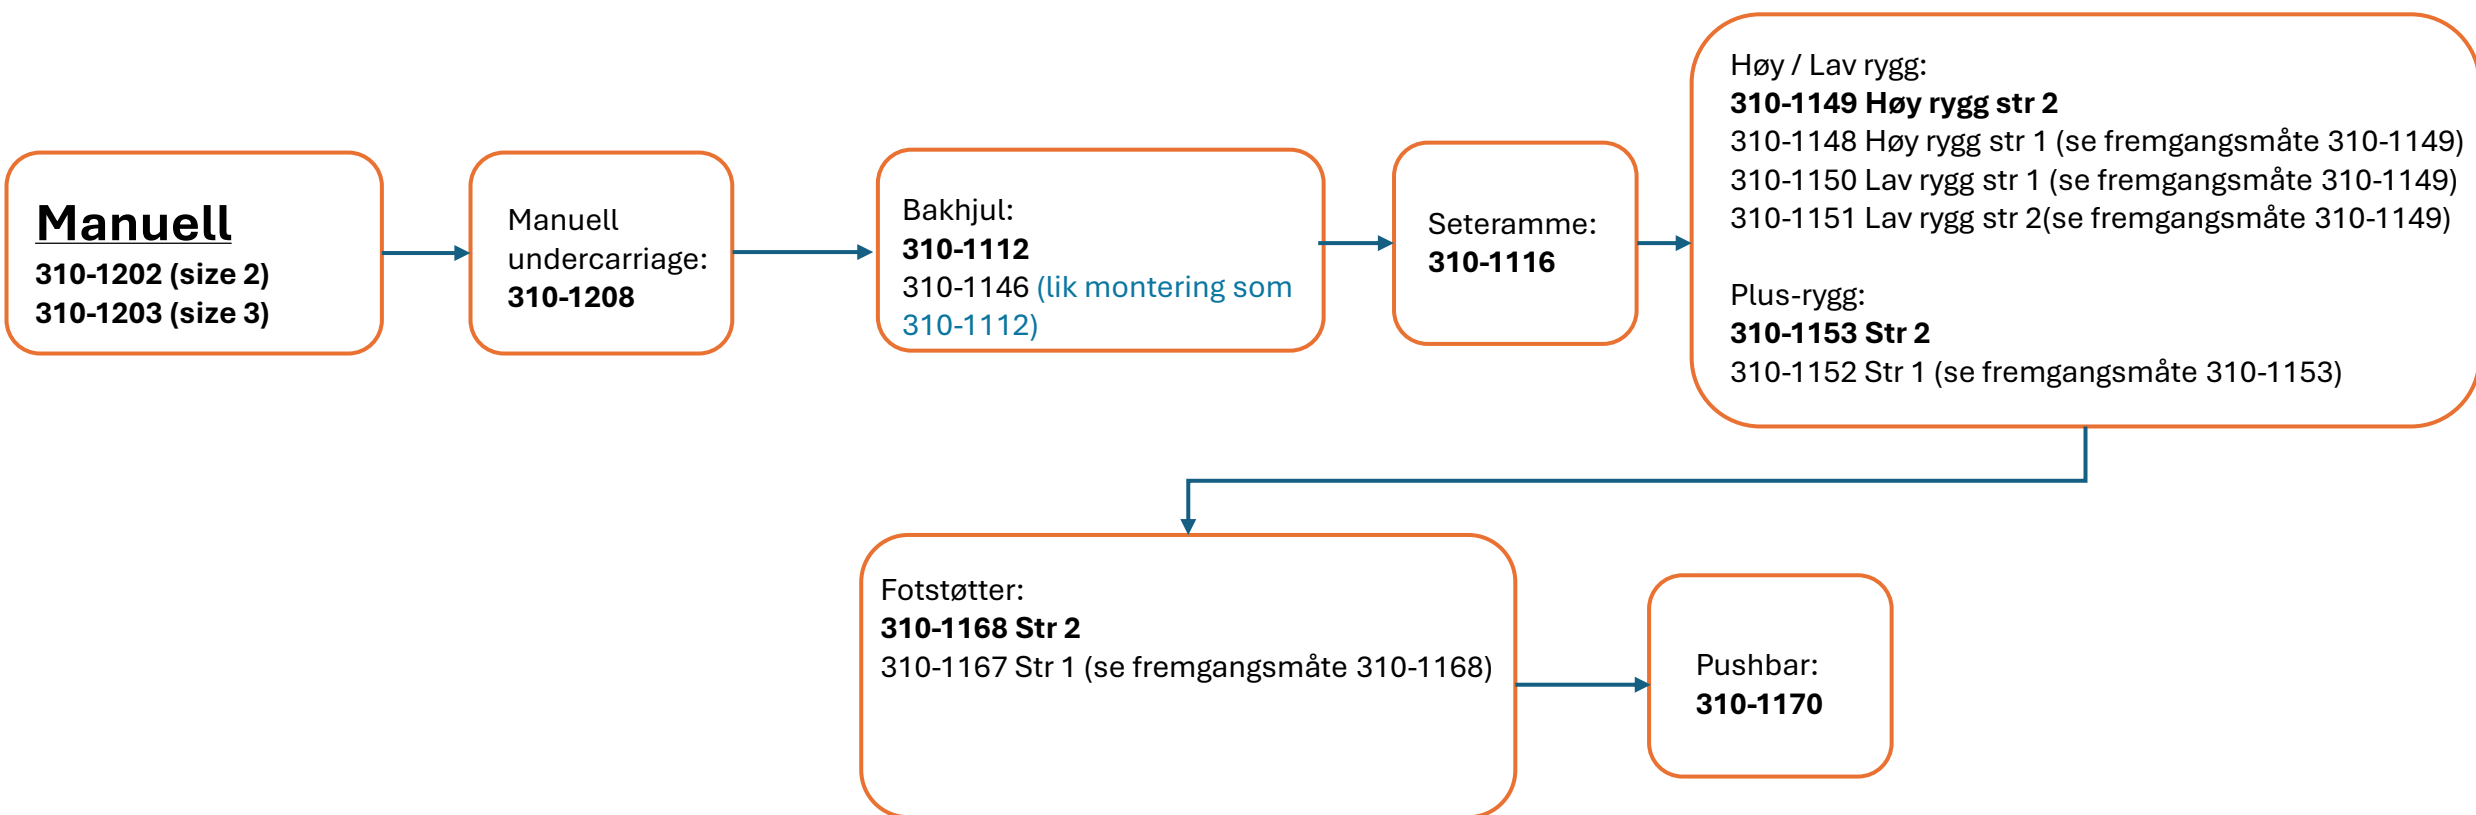 Manuell
310-1202 (size 2)
310-1203 (size 3)
Manuell
undercarriage:
310-1208
Bakhjul:
310-1112
310-1146 (lik montering som
310-1112)
Seteramme:
310-1116
Høy / Lav rygg:
310-1149 Høy rygg str 2
310-1148 Høy rygg str 1 (se fremgangsmåte 310-1149)
310-1150 Lav rygg str 1 (se fremgangsmåte 310-1149)
310-1151 Lav rygg str 2(se fremgangsmåte 310-1149)
Plus-rygg:
310-1153 Str 2
310-1152 Str 1 (se fremgangsmåte 310-1153)
Fotstøtter:
310-1168 Str 2
310-1167 Str 1 (se fremgangsmåte 310-1168)
Pushbar:
310-1170